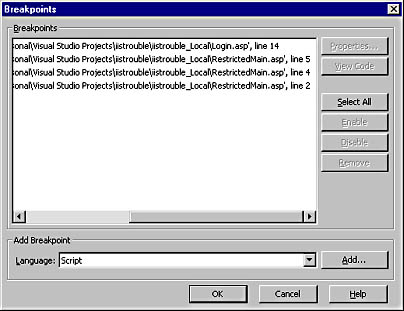 Breakpoints
Breakpoints
sonal\Visual Studio Projects\iistrouble\iistrouble_Local\Login.asp', line 14
sonal\Visual Studio Projects\iistrouble\iistrouble_Local\RestrictedMain.asp', line 5
sonal\Visual Studio Projects\iistrouble\iistrouble_Local\RestrictedMain.asp', line 4
sonal\Visual Studio Projects\iistrouble\iistrouble_Local\RestrictedMain.asp', line 2
Properties...
View Code
Select All
Enable
Disable
Remove
Add Breakpoint
Language: Script
Add...
OK Cancel Help